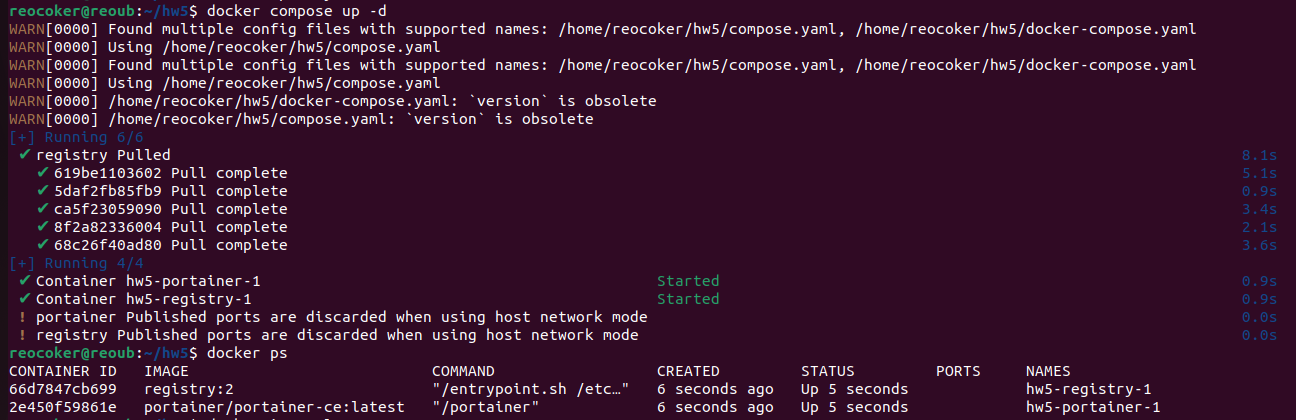 reocoker@reoub:~/hw5$ docker compose up -d
WARN[0000] Found multiple config files with supported names: /home/reocoker/hw5/compose.yaml, /home/reocoker/hw5/docker-compose.yaml
WARN[0000] Using /home/reocoker/hw5/compose.yaml
WARN[0000] Found multiple config files with supported names: /home/reocoker/hw5/compose.yaml, /home/reocoker/hw5/docker-compose.yaml
WARN[0000] Using /home/reocoker/hw5/compose.yaml
WARN[0000] /home/reocoker/hw5/docker-compose.yaml: `version` is obsolete
WARN[0000] /home/reocoker/hw5/compose.yaml: `version` is obsolete
[+] Running 6/6
✔ registry Pulled 8.1s
✔ 619be1103602 Pull complete 5.1s
✔ 5daf2fb85fb9 Pull complete 0.9s
✔ ca5f23059090 Pull complete 3.4s
✔ 8f2a82336004 Pull complete 2.1s
✔ 68c26f40ad80 Pull complete 3.6s
[+] Running 4/4
✔ Container hw5-portainer-1 Started 0.9s
✔ Container hw5-registry-1 Started 0.9s
! portainer Published ports are discarded when using host network mode 0.0s
! registry Published ports are discarded when using host network mode 0.0s
reocoker@reoub:~/hw5$ docker ps
CONTAINER ID IMAGE COMMAND CREATED STATUS PORTS NAMES
66d7847cb699 registry:2 "/entrypoint.sh /etc…" 6 seconds ago Up 5 seconds hw5-registry-1
2e450f59861e portainer/portainer-ce:latest "/portainer" 6 seconds ago Up 5 seconds hw5-portainer-1